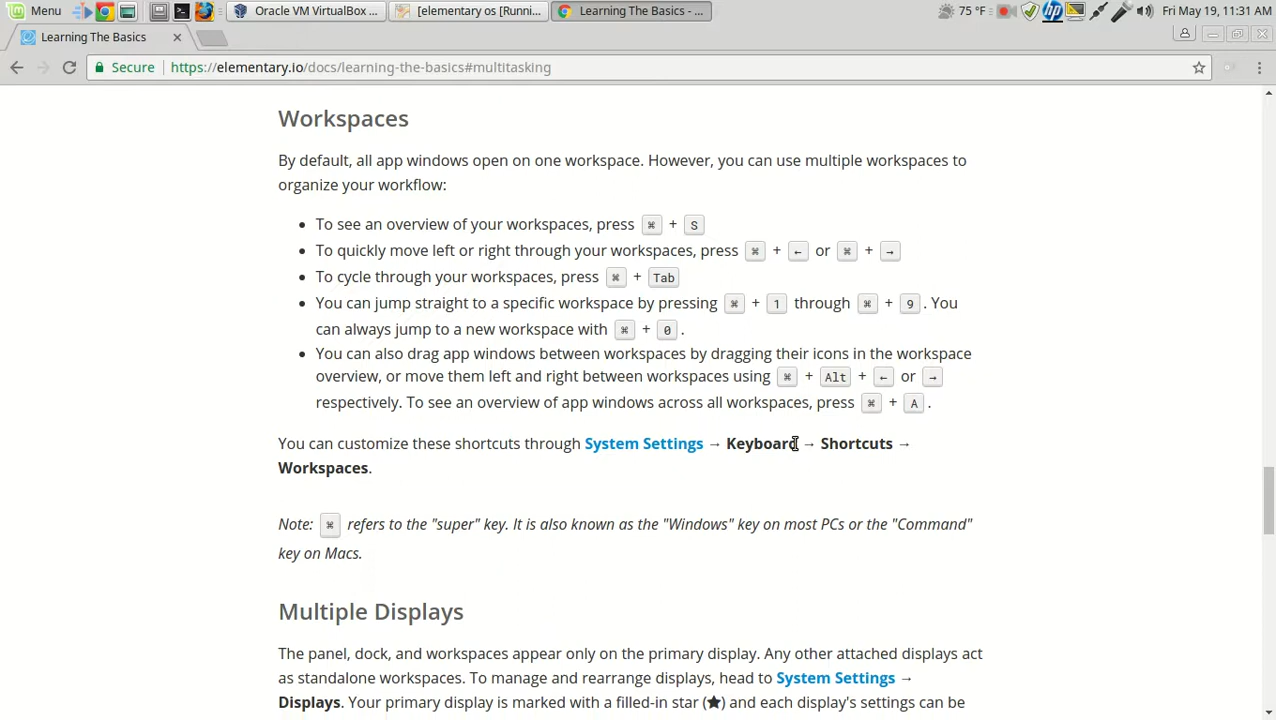 Menu Oracle VM VirtualBox ... [elementary os [Runni... Learning The Basics - ... 75 °F Fri May 19, 11:31 AM
Learning The Basics
Secure https://elementary.io/docs/learning-the-basics#multitasking
Workspaces
By default, all app windows open on one workspace. However, you can use multiple workspaces to
organize your workflow:
• To see an overview of your workspaces, press ⌘ + S
• To quickly move left or right through your workspaces, press ⌘ + ← or ⌘ + →
• To cycle through your workspaces, press ⌘ + Tab
• You can jump straight to a specific workspace by pressing ⌘ + 1 through ⌘ + 9 . You
can always jump to a new workspace with ⌘ + 0 .
• You can also drag app windows between workspaces by dragging their icons in the workspace
overview, or move them left and right between workspaces using ⌘ + Alt + ← or →
respectively. To see an overview of app windows across all workspaces, press ⌘ + A .
You can customize these shortcuts through System Settings → Keyboard → Shortcuts →
Workspaces.
Note: ⌘ refers to the "super" key. It is also known as the "Windows" key on most PCs or the "Command"
key on Macs.
Multiple Displays
The panel, dock, and workspaces appear only on the primary display. Any other attached displays act
as standalone workspaces. To manage and rearrange displays, head to System Settings →
Displays. Your primary display is marked with a filled-in star (★) and each display's settings can be